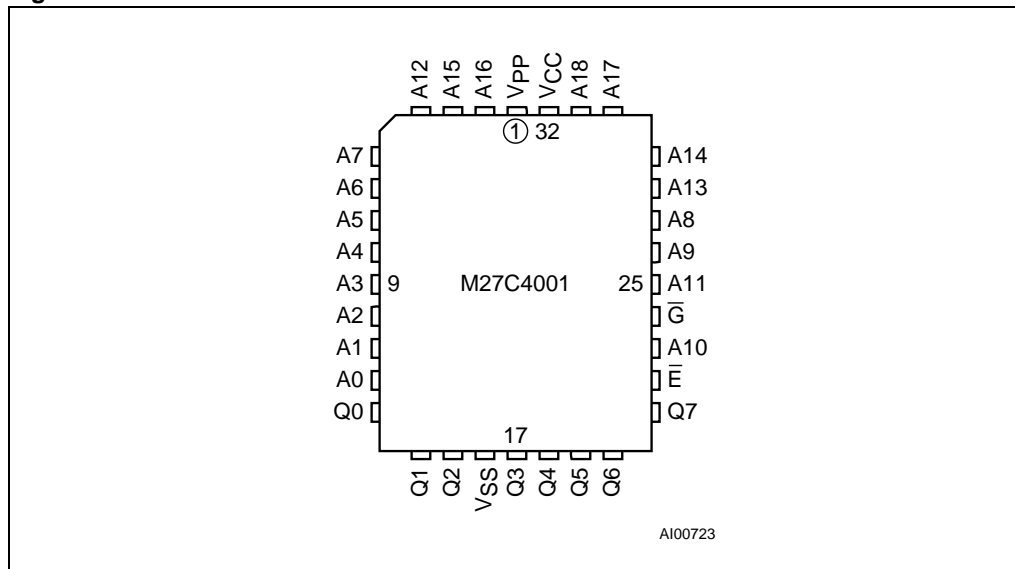 A12 A15 A16 VPP VCC A18 A17
1 32
A7 A14
A6 A13
A5 A8
A4 A9
A3 9 M27C4001 25 A11
A2 G̅
A1 A10
A0 E̅
Q0 Q7
17
Q1 Q2 VSS Q3 Q4 Q5 Q6
AI00723